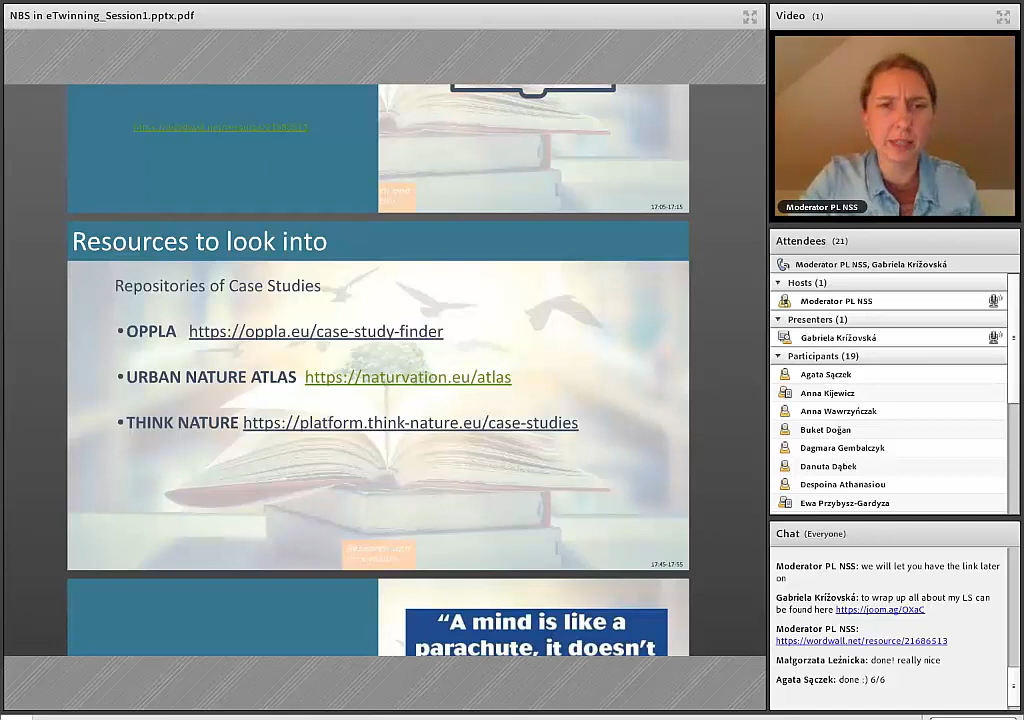 NBS in eTwinning_Session1.pptx.pdf
17:05-17:15
Resources to look into
Repositories of Case Studies
•OPPLA https://oppla.eu/case-study-finder
•URBAN NATURE ATLAS https://naturvation.eu/atlas
•THINK NATURE https://platform.think-nature.eu/case-studies
17:45-17:55
“A mind is like a
parachute, it doesn’t
Video (1)
Moderator PL NSS
Attendees (21)
Moderator PL NSS, Gabriela Krížovská
Hosts (1)
Moderator PL NSS
Presenters (1)
Gabriela Krížovská
Participants (19)
Agata Sączek
Anna Kijewicz
Anna Wawrzyńczak
Buket Doğan
Dagmara Gembalczyk
Danuta Dąbek
Despoina Athanasiou
Ewa Przybysz-Gardyza
Chat (Everyone)
Moderator PL NSS: we will let you have the link later
on
Gabriela Krížovská: to wrap up all about my LS can
be found here https://joom.ag/OXaC
Moderator PL NSS:
https://wordwall.net/resource/21686513
Małgorzata Leźnicka: done! really nice
Agata Sączek: done :) 6/6